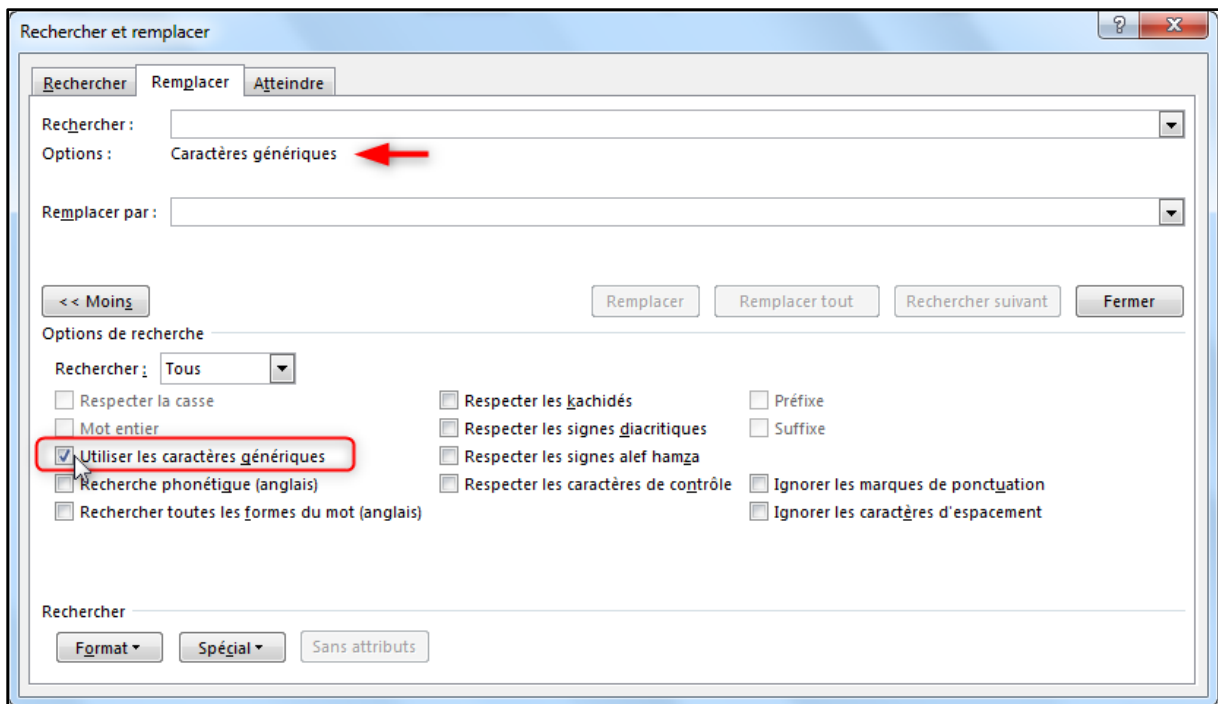 Rechercher et remplacer
Rechercher Remplacer Atteindre
Rechercher :
Options : Caractères génériques
Remplacer par :
<< Moins Remplacer Remplacer tout Rechercher suivant Fermer
Options de recherche
Rechercher : Tous
Respecter la casse Respecter les kachidés Préfixe
Mot entier Respecter les signes diacritiques Suffixe
Utiliser les caractères génériques Respecter les signes alef hamza
Recherche phonétique (anglais) Respecter les caractères de contrôle Ignorer les marques de ponctuation
Rechercher toutes les formes du mot (anglais) Ignorer les caractères d'espacement
Rechercher
Format Spécial Sans attributs